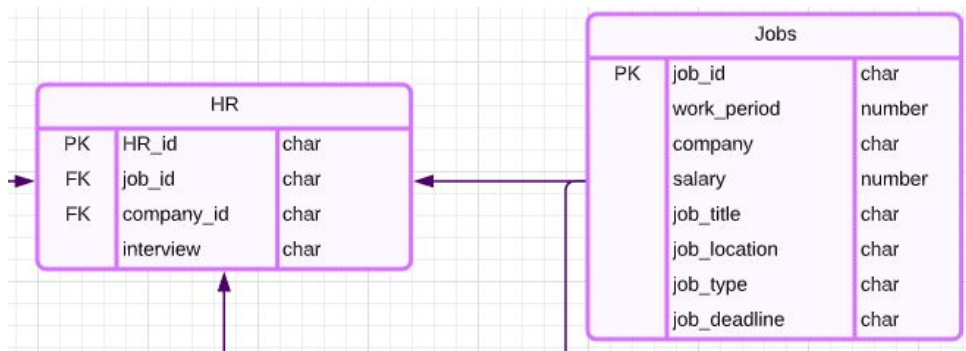 HR
PK HR_id char
FK job_id char
FK company_id char
interview char
Jobs
PK job_id char
work_period number
company char
salary number
job_title char
job_location char
job_type char
job_deadline char